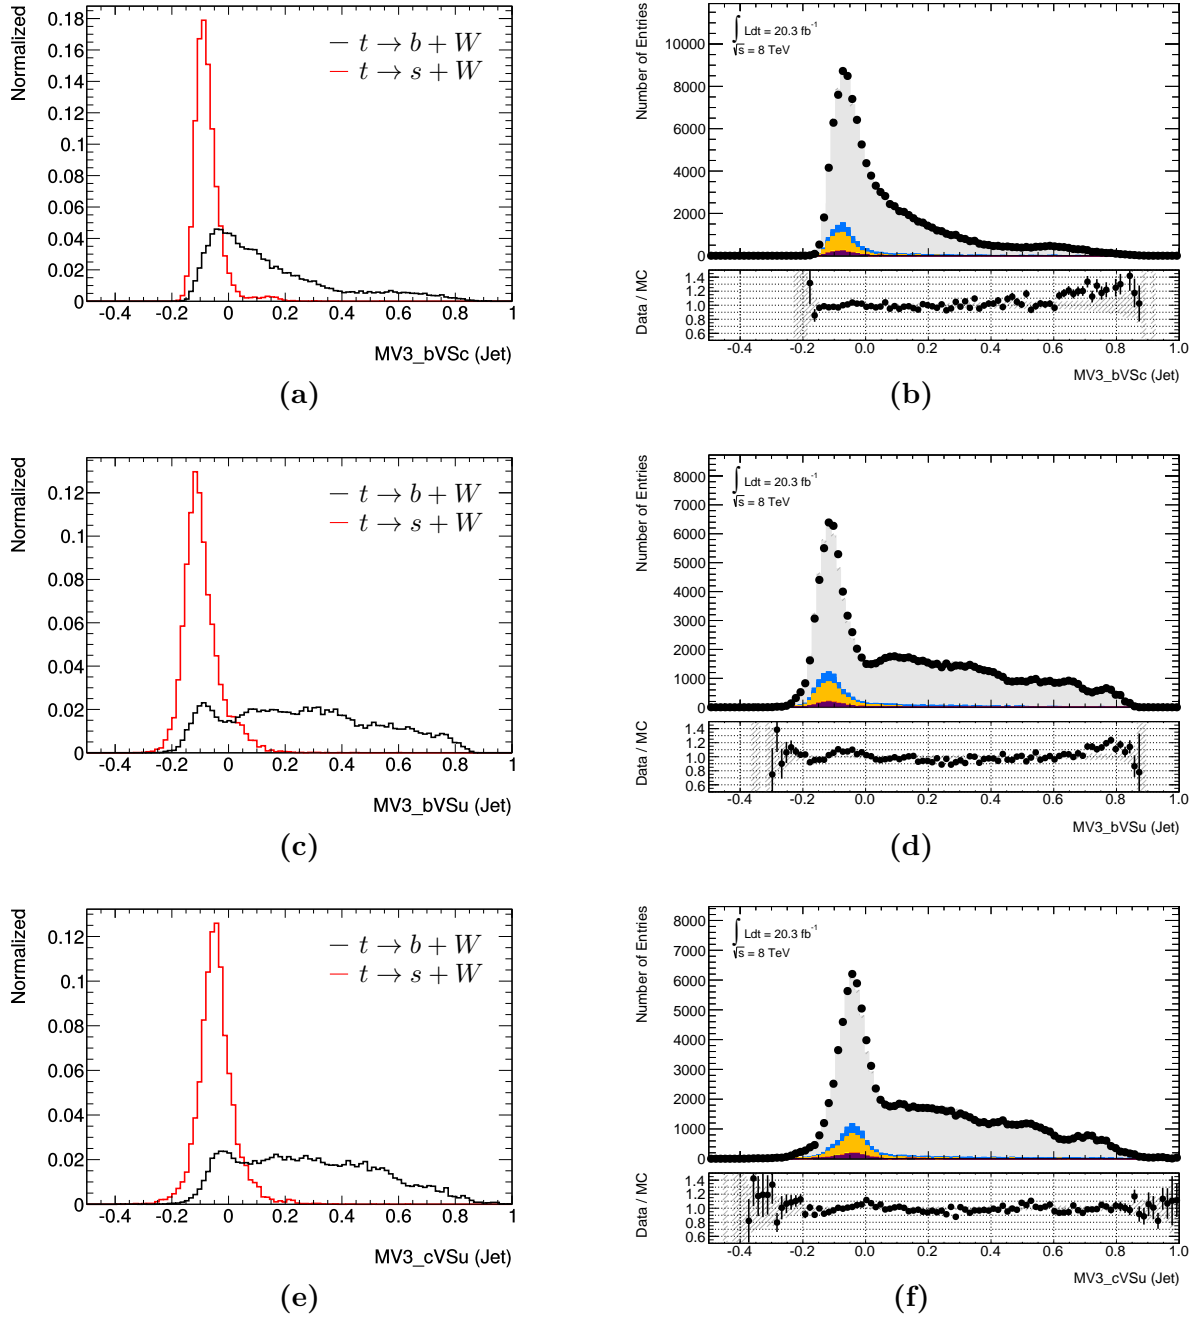 Normalized
0.18
0.16
0.14
0.12
0.1
0.08
0.06
0.04
0.02
0
t → b + W
t → s + W
-0.4 -0.2 0 0.2 0.4 0.6 0.8 1
MV3_bVSc (Jet)
(a)
Number of Entries
10000
8000
6000
4000
2000
0
∫ Ldt = 20.3 fb⁻¹
√s = 8 TeV
Data / MC
1.4
1.2
1.0
0.8
0.6
-0.4 -0.2 0.0 0.2 0.4 0.6 0.8 1.0
MV3_bVSc (Jet)
(b)
Normalized
0.12
0.1
0.08
0.06
0.04
0.02
0
t → b + W
t → s + W
-0.4 -0.2 0 0.2 0.4 0.6 0.8 1
MV3_bVSu (Jet)
(c)
Number of Entries
8000
7000
6000
5000
4000
3000
2000
1000
0
∫ Ldt = 20.3 fb⁻¹
√s = 8 TeV
Data / MC
1.4
1.2
1.0
0.8
0.6
-0.4 -0.2 0.0 0.2 0.4 0.6 0.8 1.0
MV3_bVSu (Jet)
(d)
Normalized
0.12
0.1
0.08
0.06
0.04
0.02
0
t → b + W
t → s + W
-0.4 -0.2 0 0.2 0.4 0.6 0.8 1
MV3_cVSu (Jet)
(e)
Number of Entries
8000
7000
6000
5000
4000
3000
2000
1000
0
∫ Ldt = 20.3 fb⁻¹
√s = 8 TeV
Data / MC
1.4
1.2
1.0
0.8
0.6
-0.4 -0.2 0.0 0.2 0.4 0.6 0.8 1.0
MV3_cVSu (Jet)
(f)